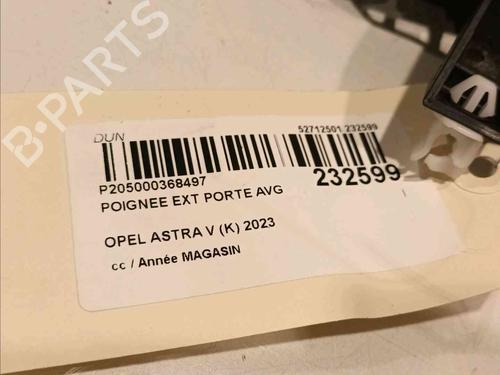 B-PARTS
DUN
52712501.232599
P205000368497
232599
POIGNEE EXT PORTE AVG
OPEL ASTRA V (K) 2023
cc / Année MAGASIN